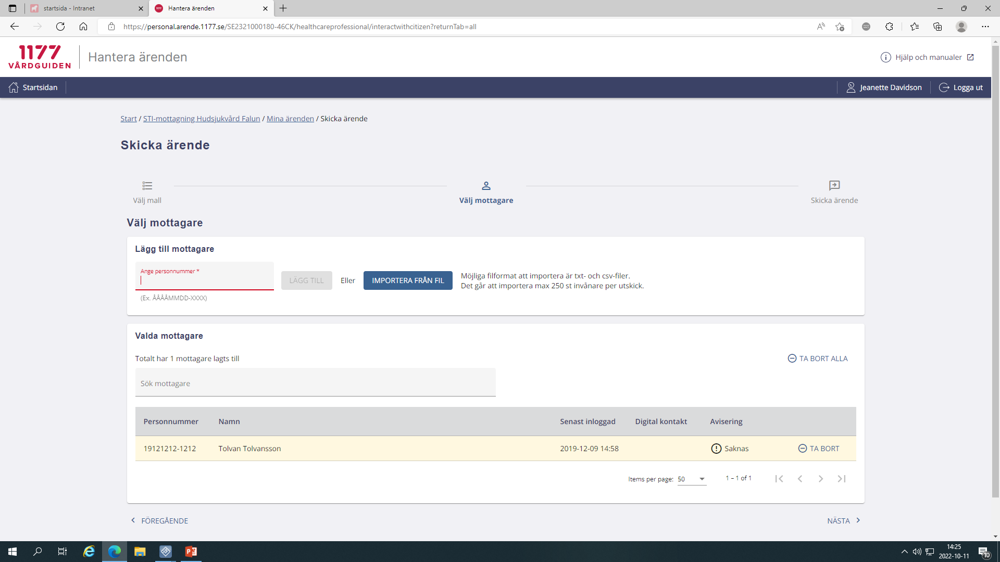 startsida - Intranet
Hantera ärenden
https://personal.arende.1177.se/SE2321000180-46CK/healthcareprofessional/interactwithcitizen?returnTab=all
1177
VÅRDGUIDEN
Hantera ärenden
Hjälp och manualer
Startsidan
Jeanette Davidson
Logga ut
Start / STI-mottagning Hudsjukvård Falun / Mina ärenden / Skicka ärende
Skicka ärende
Välj mall
Välj mottagare
Skicka ärende
Välj mottagare
Lägg till mottagare
Ange personnummer *
LÄGG TILL
Eller
IMPORTERA FRÅN FIL
Möjliga filformat att importera är txt- och csv-filer.
Det går att importera max 250 st invånare per utskick.
(Ex. ÅÅÅÅMMDD-XXXX)
Valda mottagare
Totalt har 1 mottagare lagts till
TA BORT ALLA
Sök mottagare
Personnummer Namn Senast inloggad Digital kontakt Avisering
19121212-1212 Tolvan Tolvansson 2019-12-09 14:58 Saknas TA BORT
Items per page: 50 1 – 1 of 1
FÖREGÅENDE
NÄSTA
14:25
2022-10-11
10